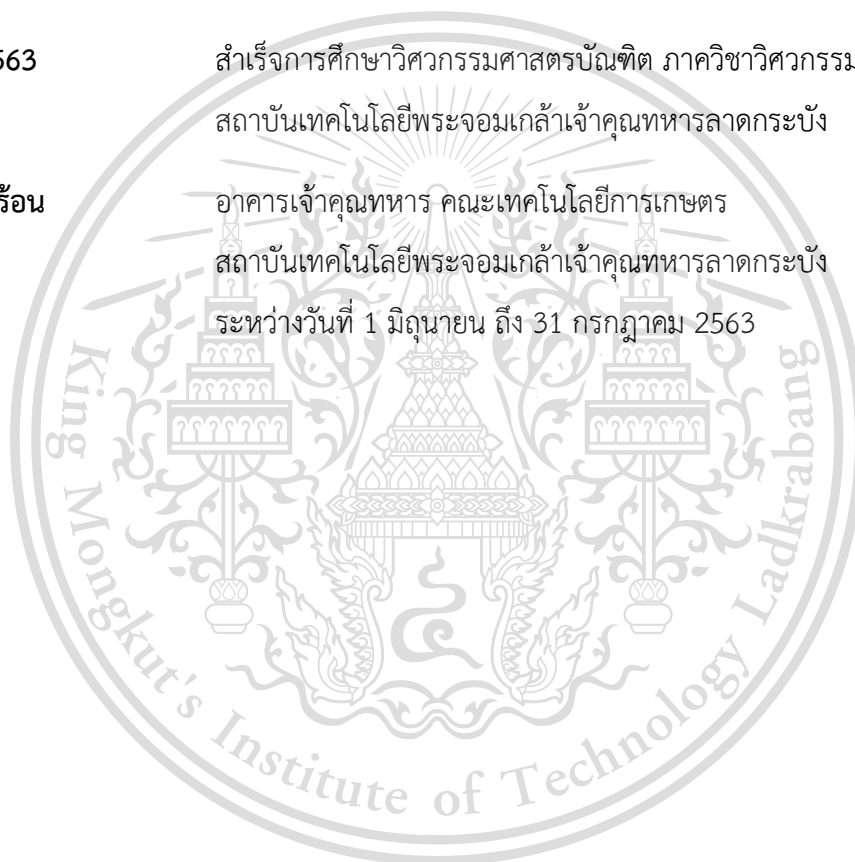 563 สำเร็จการศึกษาวิศวกรรมศาสตรบัณฑิต ภาควิชาวิศวกรรม
สถาบันเทคโนโลยีพระจอมเกล้าเจ้าคุณทหารลาดกระบัง
ร้อน อาคารเจ้าคุณทหาร คณะเทคโนโลยีการเกษตร
สถาบันเทคโนโลยีพระจอมเกล้าเจ้าคุณทหารลาดกระบัง
ระหว่างวันที่ 1 มิถุนายน ถึง 31 กรกฎาคม 2563
King Mongkut's Institute of Technology Ladkrabang